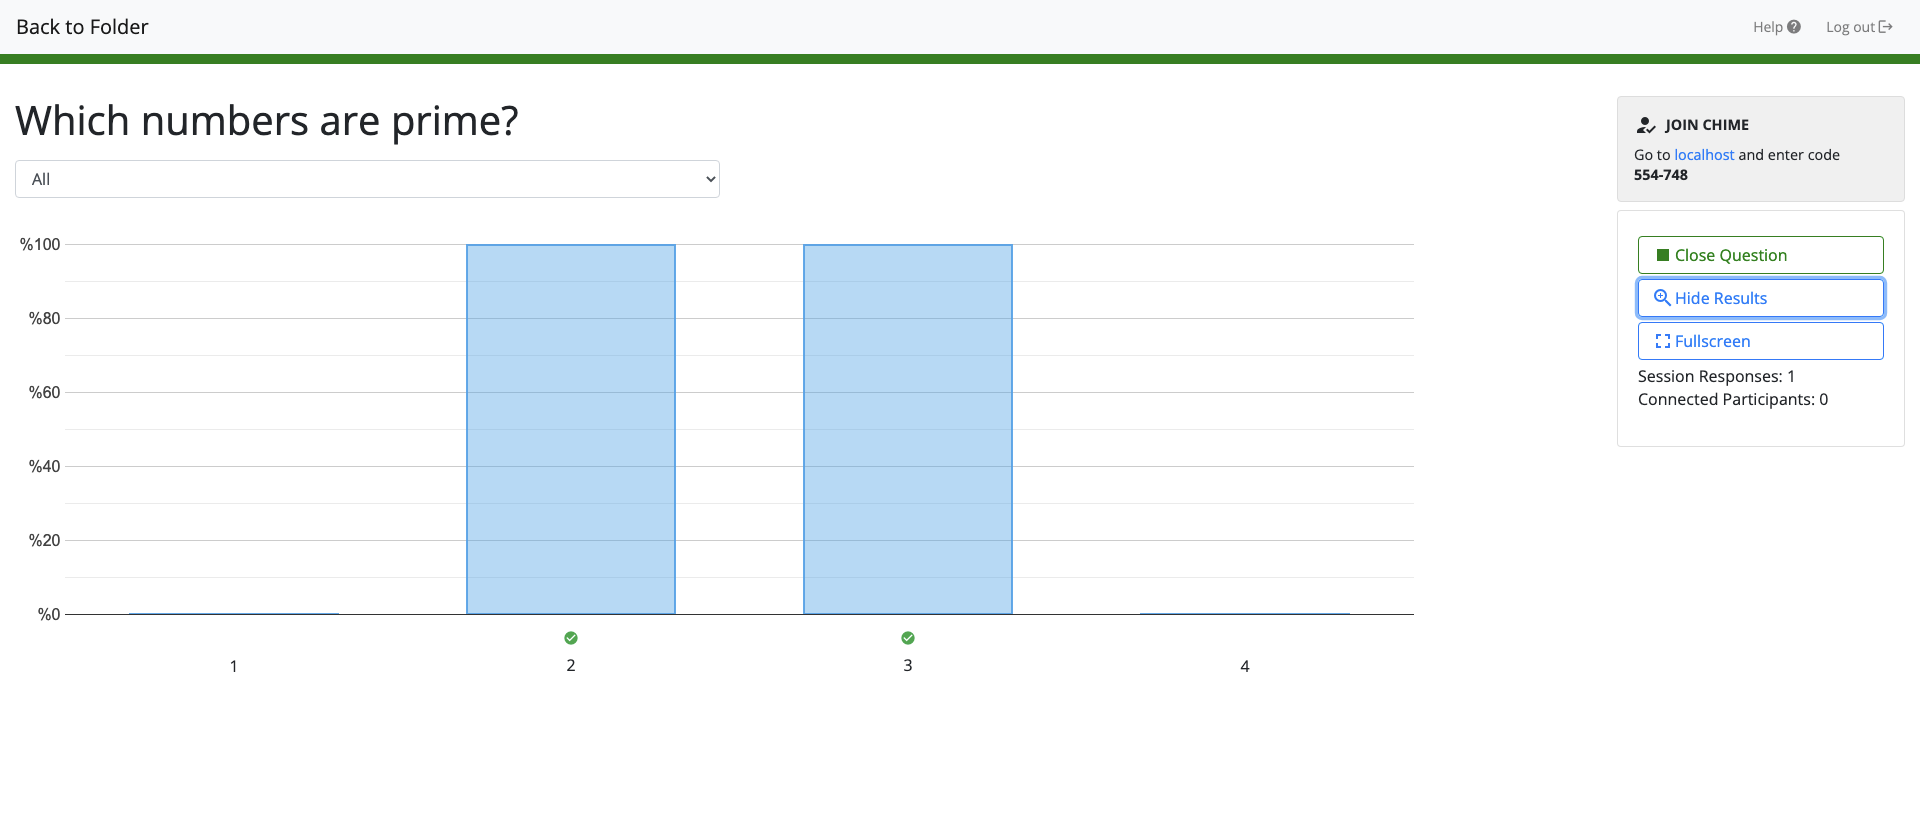 Back to Folder
Help
Log out
Which numbers are prime?
All
JOIN CHIME
Go to localhost and enter code
554-748
Close Question
Hide Results
Fullscreen
Session Responses: 1
Connected Participants: 0
%100
%80
%60
%40
%20
%0
1
2
3
4